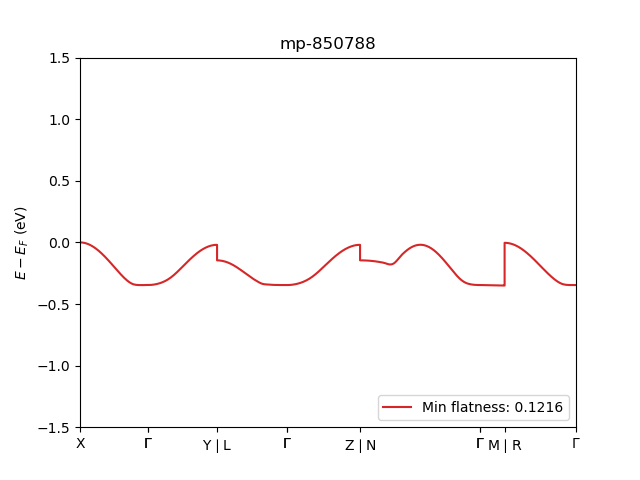 mp-850788
1.5
1.0
0.5
0.0
−0.5
−1.0
−1.5
E − E_F (eV)
Min flatness: 0.1216
X Γ Y | L Γ Z | N Γ M | R Γ